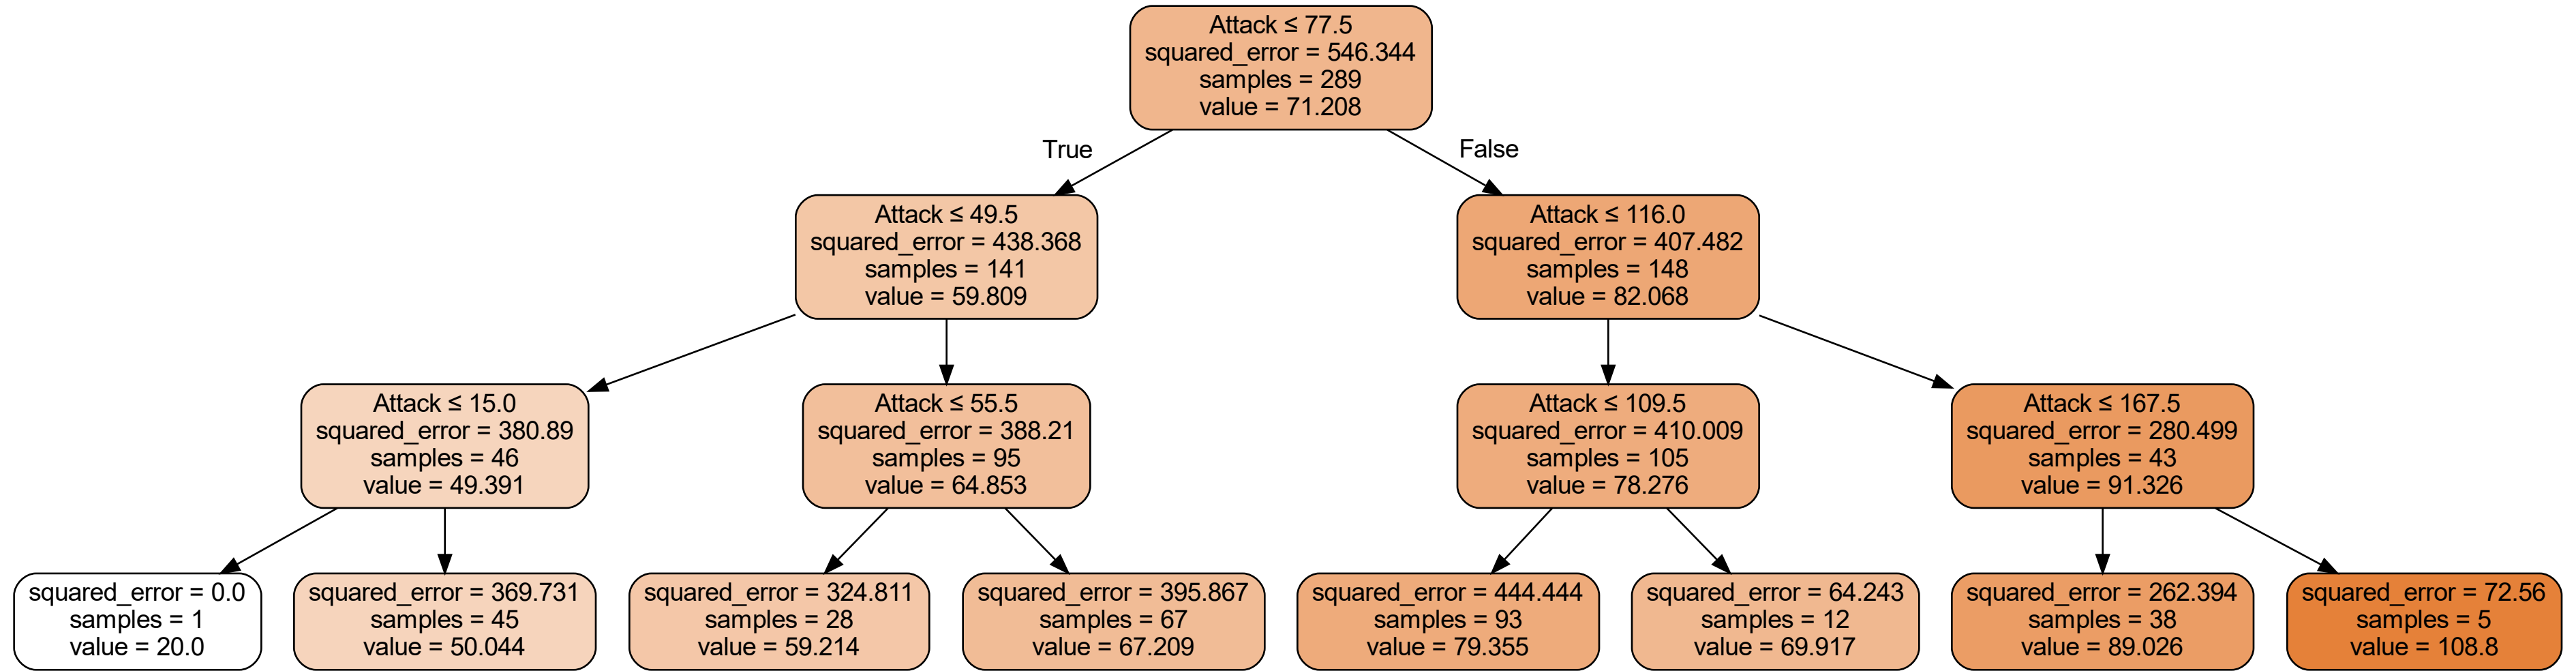 Attack ≤ 77.5
squared_error = 546.344
samples = 289
value = 71.208
True
False
Attack ≤ 49.5
squared_error = 438.368
samples = 141
value = 59.809
Attack ≤ 116.0
squared_error = 407.482
samples = 148
value = 82.068
Attack ≤ 15.0
squared_error = 380.89
samples = 46
value = 49.391
Attack ≤ 55.5
squared_error = 388.21
samples = 95
value = 64.853
Attack ≤ 109.5
squared_error = 410.009
samples = 105
value = 78.276
Attack ≤ 167.5
squared_error = 280.499
samples = 43
value = 91.326
squared_error = 0.0
samples = 1
value = 20.0
squared_error = 369.731
samples = 45
value = 50.044
squared_error = 324.811
samples = 28
value = 59.214
squared_error = 395.867
samples = 67
value = 67.209
squared_error = 444.444
samples = 93
value = 79.355
squared_error = 64.243
samples = 12
value = 69.917
squared_error = 262.394
samples = 38
value = 89.026
squared_error = 72.56
samples = 5
value = 108.8